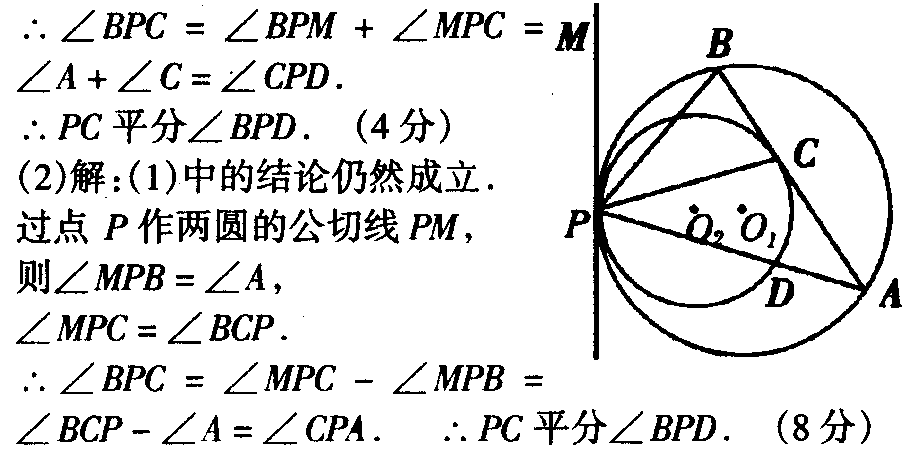 ∴ ∠BPC = ∠BPM + ∠MPC =
∠A + ∠C = ∠CPD.
∴ PC 平分∠BPD. (4 分)
(2)解:(1)中的结论仍然成立.
过点 P 作两圆的公切线 PM,
则∠MPB = ∠A,
∠MPC = ∠BCP.
∴ ∠BPC = ∠MPC - ∠MPB =
∠BCP - ∠A = ∠CPA. ∴ PC 平分∠BPD. (8 分)
M
B
C
P
O₂ O₁
D
A